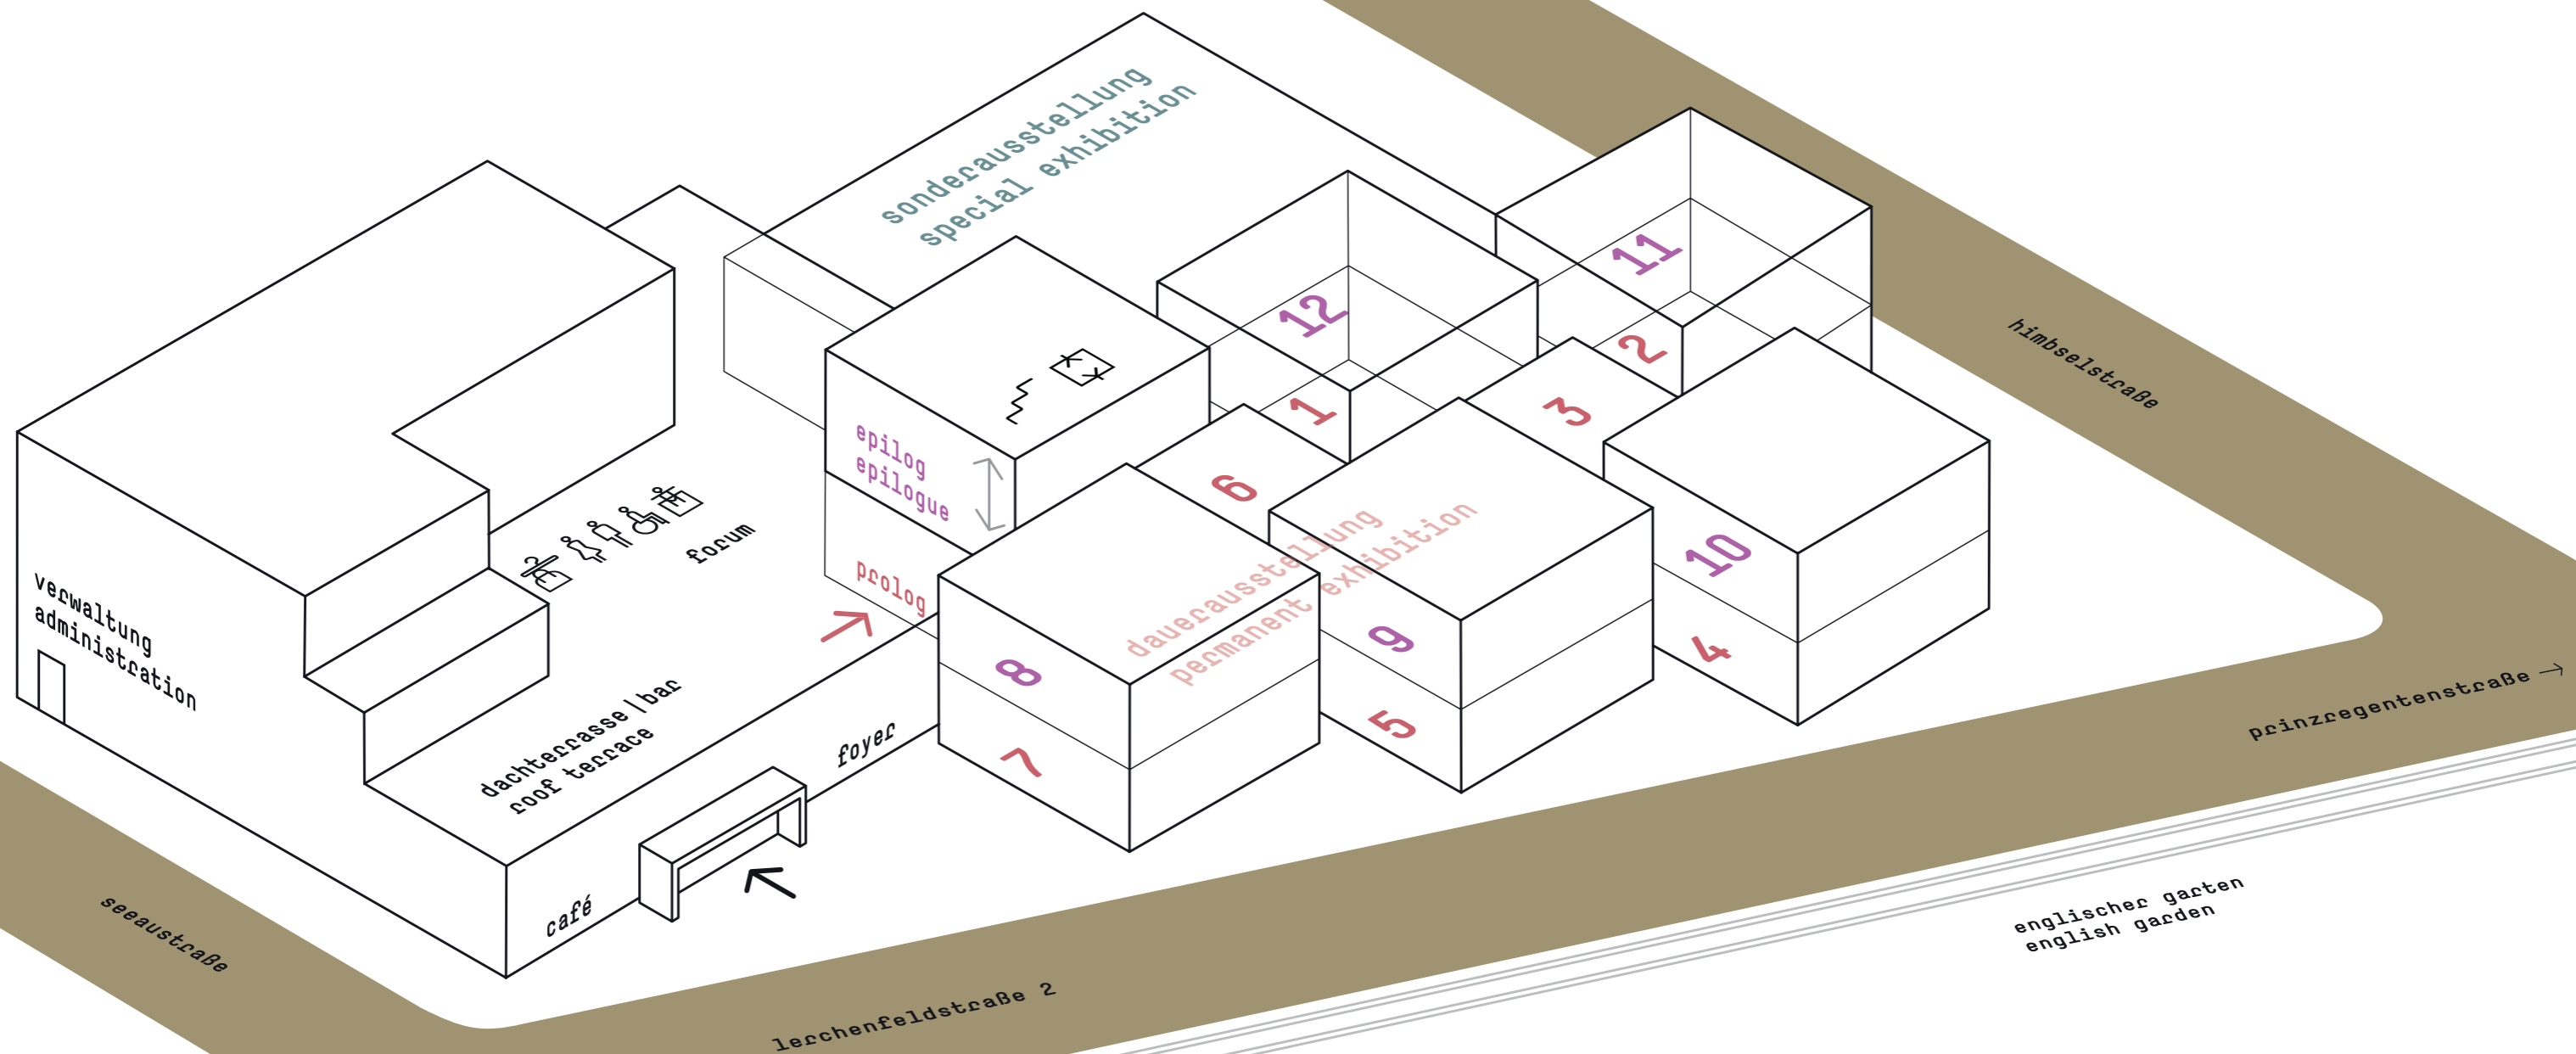 sonderausstellung
special exhibition
11
12
himbselstraße
2
1
3
epilog
epilogue
6
forum
dauerausstellung
permanent exhibition
10
verwaltung
administration
prolog
9
4
8
prinzregentenstraße →
5
dachterrasse|bar
roof terrace
foyer
7
café
seeaustraße
englischer garten
english garden
lerchenfeldstraße 2